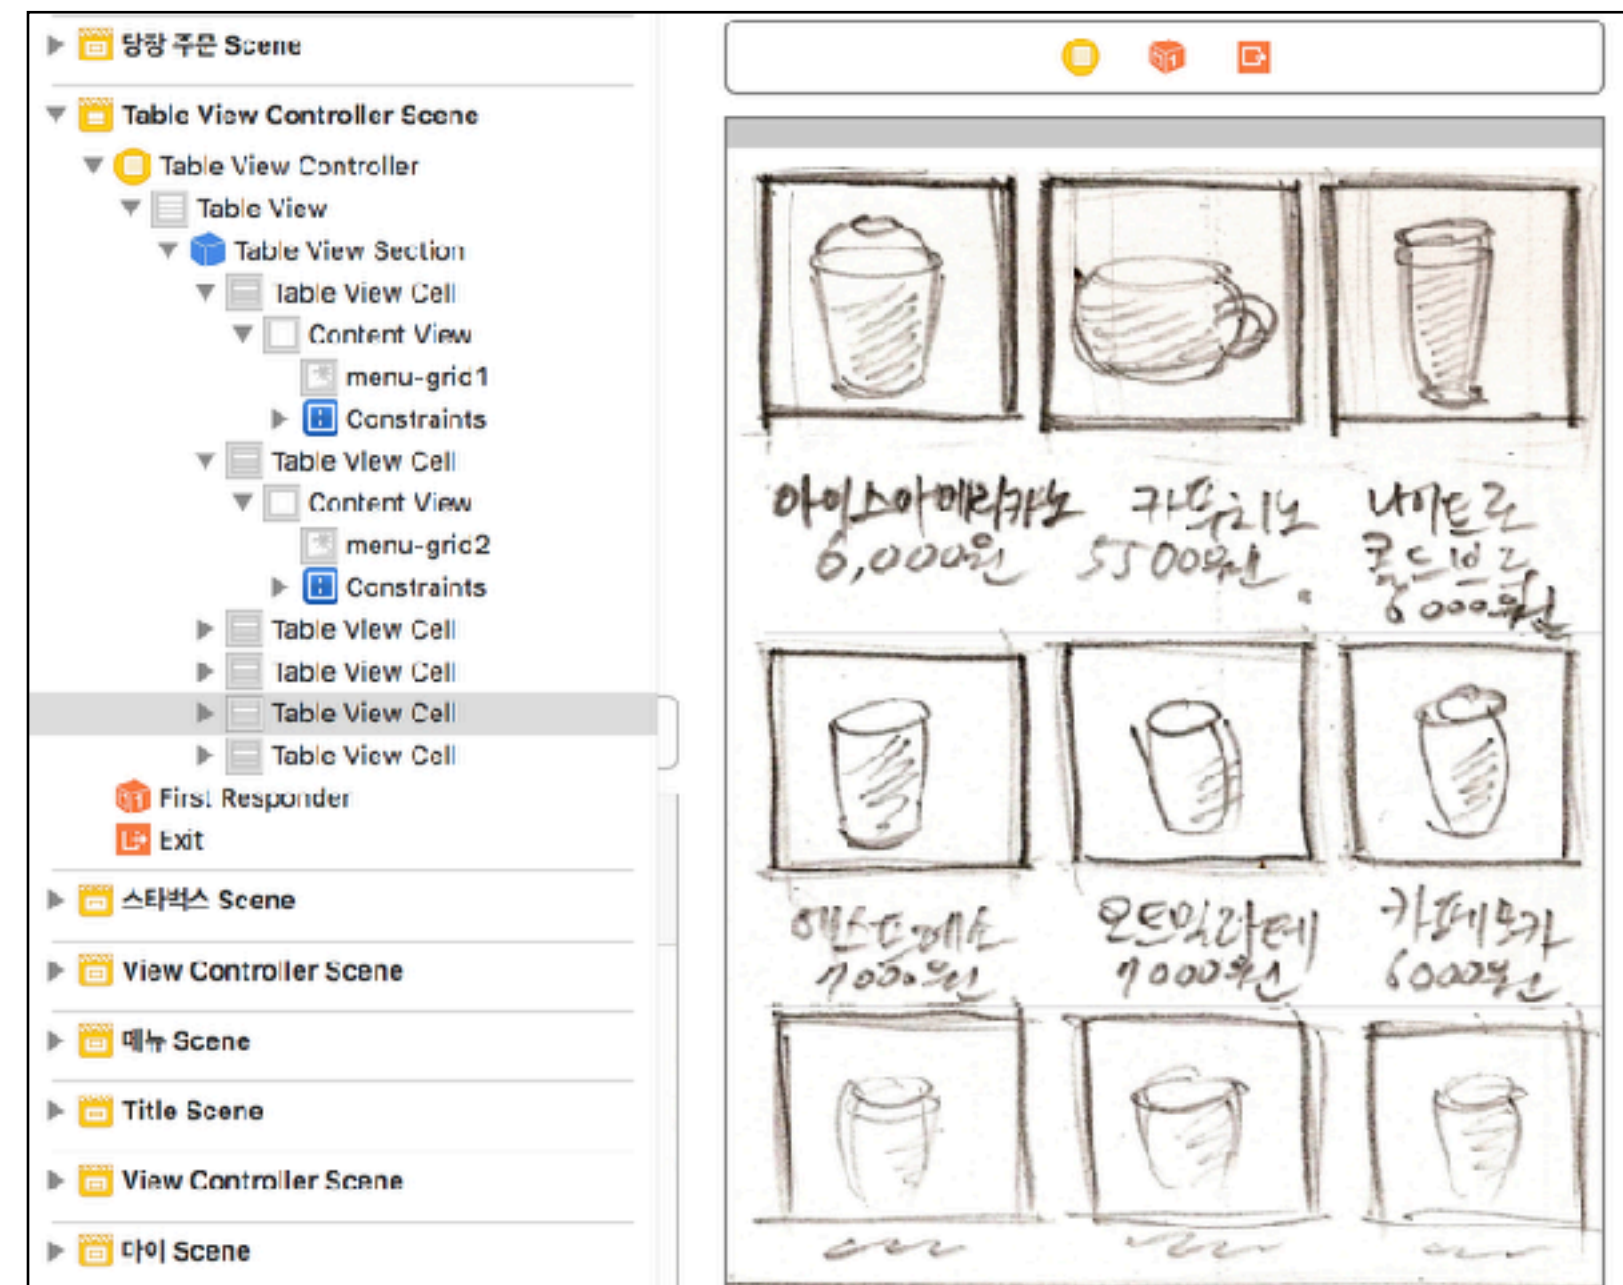 당장 주문 Scene
Table View Controller Scene
Table View Controller
Table View
Table View Section
Table View Cell
Content View
menu-grid1
Constraints
Table View Cell
Content View
menu-grid2
Constraints
Table View Cell
Table View Cell
Table View Cell
Table View Cell
First Responder
Exit
스타벅스 Scene
View Controller Scene
메뉴 Scene
Title Scene
View Controller Scene
다이 Scene
아이스아메리카노 카푸치노 나이트로
6,000원 5500원 콜드브루
6000원
에스프레소 오트밀라떼 카페모카
7000원 7000원 6000원